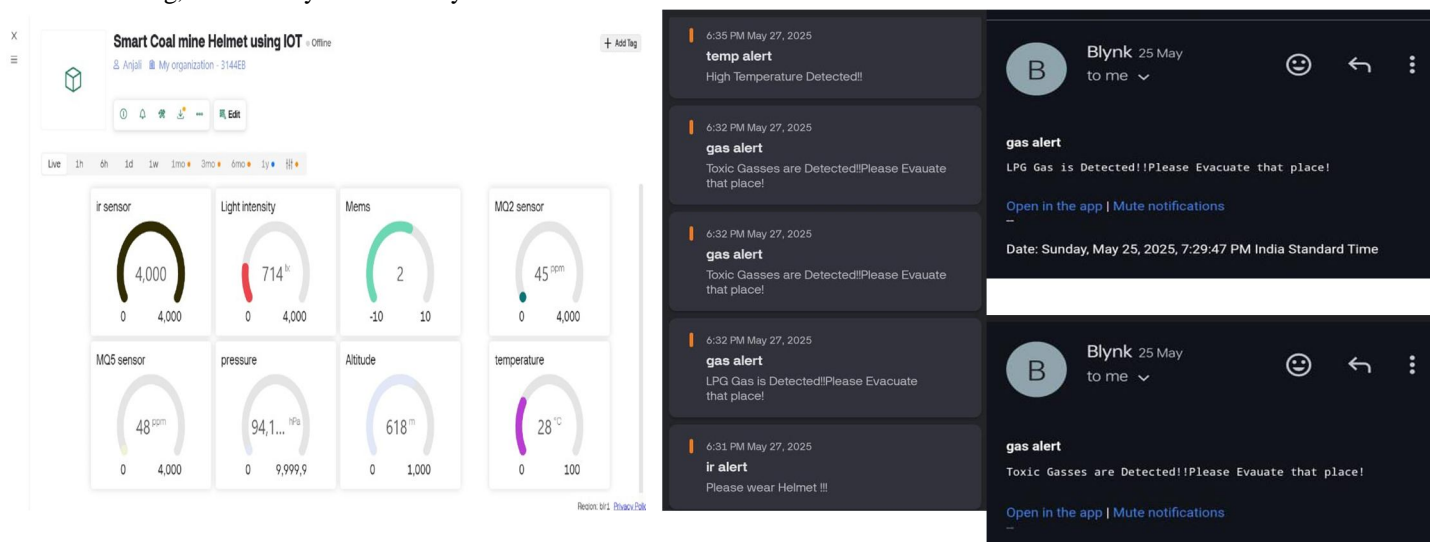 X
Smart Coal mine Helmet using IOT Offline
+ Add Tag
Anjali My organization - 3144EB
Edit
Live 1h 6h 1d 1w 1mo 3mo 6mo 1y
ir sensor
4,000
0 4,000
Light intensity
714 lx
0 4,000
Mems
2
-10 10
MQ2 sensor
45 ppm
0 4,000
MQ5 sensor
48 ppm
0 4,000
pressure
94,1... hPa
0 9,999,9
Altitude
618 m
0 1,000
temperature
28 °C
0 100
Region: blr1 Privacy Polic
6:35 PM May 27, 2025
temp alert
High Temperature Detected!!
6:32 PM May 27, 2025
gas alert
Toxic Gasses are Detected!!Please Evauate
that place!
6:32 PM May 27, 2025
gas alert
Toxic Gasses are Detected!!Please Evauate
that place!
6:32 PM May 27, 2025
gas alert
LPG Gas is Detected!!Please Evacuate
that place!
6:31 PM May 27, 2025
ir alert
Please wear Helmet !!!
B
Blynk 25 May
to me
gas alert
LPG Gas is Detected!!Please Evacuate that place!
Open in the app | Mute notifications
--
Date: Sunday, May 25, 2025, 7:29:47 PM India Standard Time
B
Blynk 25 May
to me
gas alert
Toxic Gasses are Detected!!Please Evauate that place!
Open in the app | Mute notifications
--